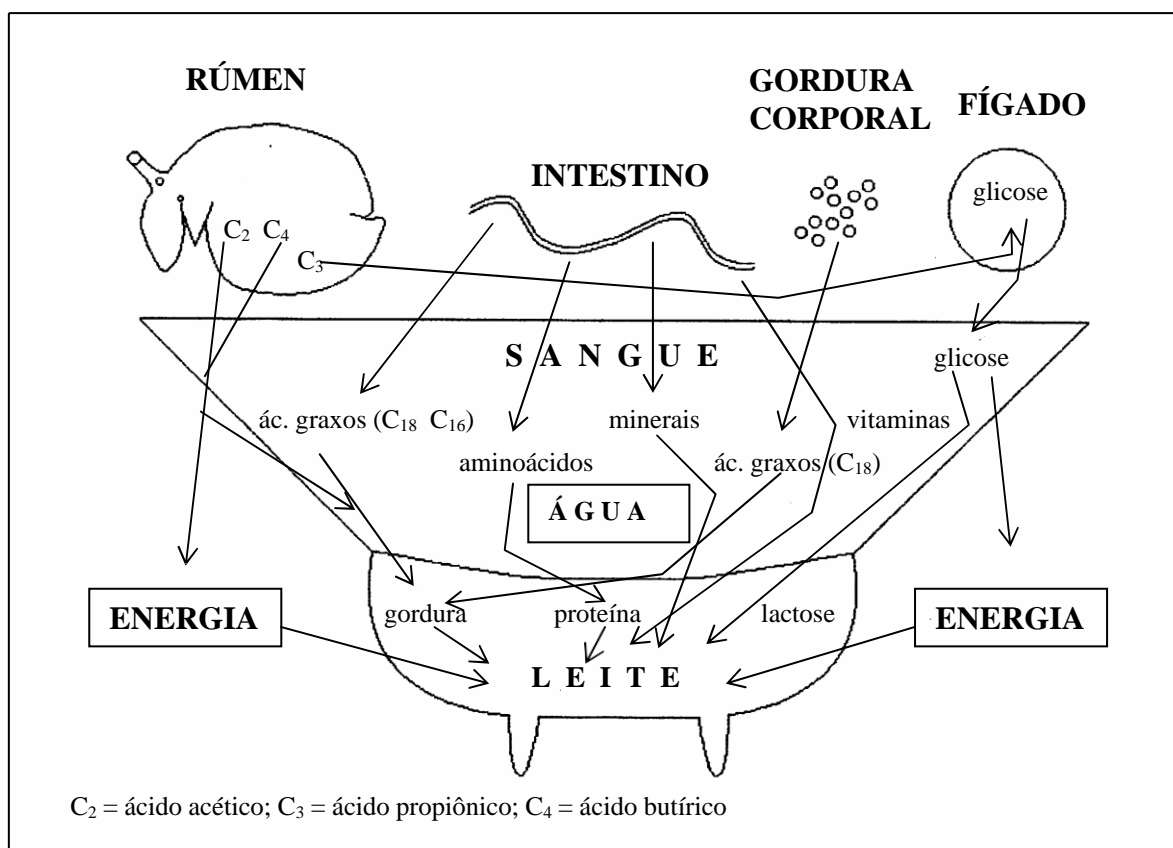 RÚMEN
GORDURA
CORPORAL
FÍGADO
INTESTINO
glicose
C₂ C₄
C₃
S A N G U E
glicose
ác. graxos (C₁₈ C₁₆)
minerais
vitaminas
aminoácidos
ác. graxos (C₁₈)
Á G U A
ENERGIA
gordura
proteína
lactose
ENERGIA
L E I T E
C₂ = ácido acético; C₃ = ácido propiônico; C₄ = ácido butírico